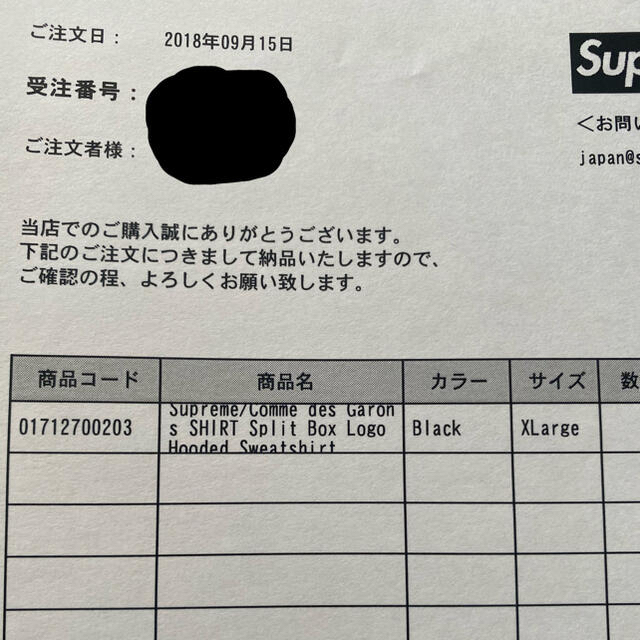 ご注文日： 2018年09月15日
Sup
受注番号：
＜お問い
ご注文者様：
japan@s
当店でのご購入誠にありがとうございます。
下記のご注文につきまして納品いたしますので、
ご確認の程、よろしくお願い致します。
商品コード 商品名 カラー サイズ 数
Supreme/Comme des Garon
01712700203 s SHIRT Split Box Logo Black XLarge
Hooded Sweatshirt